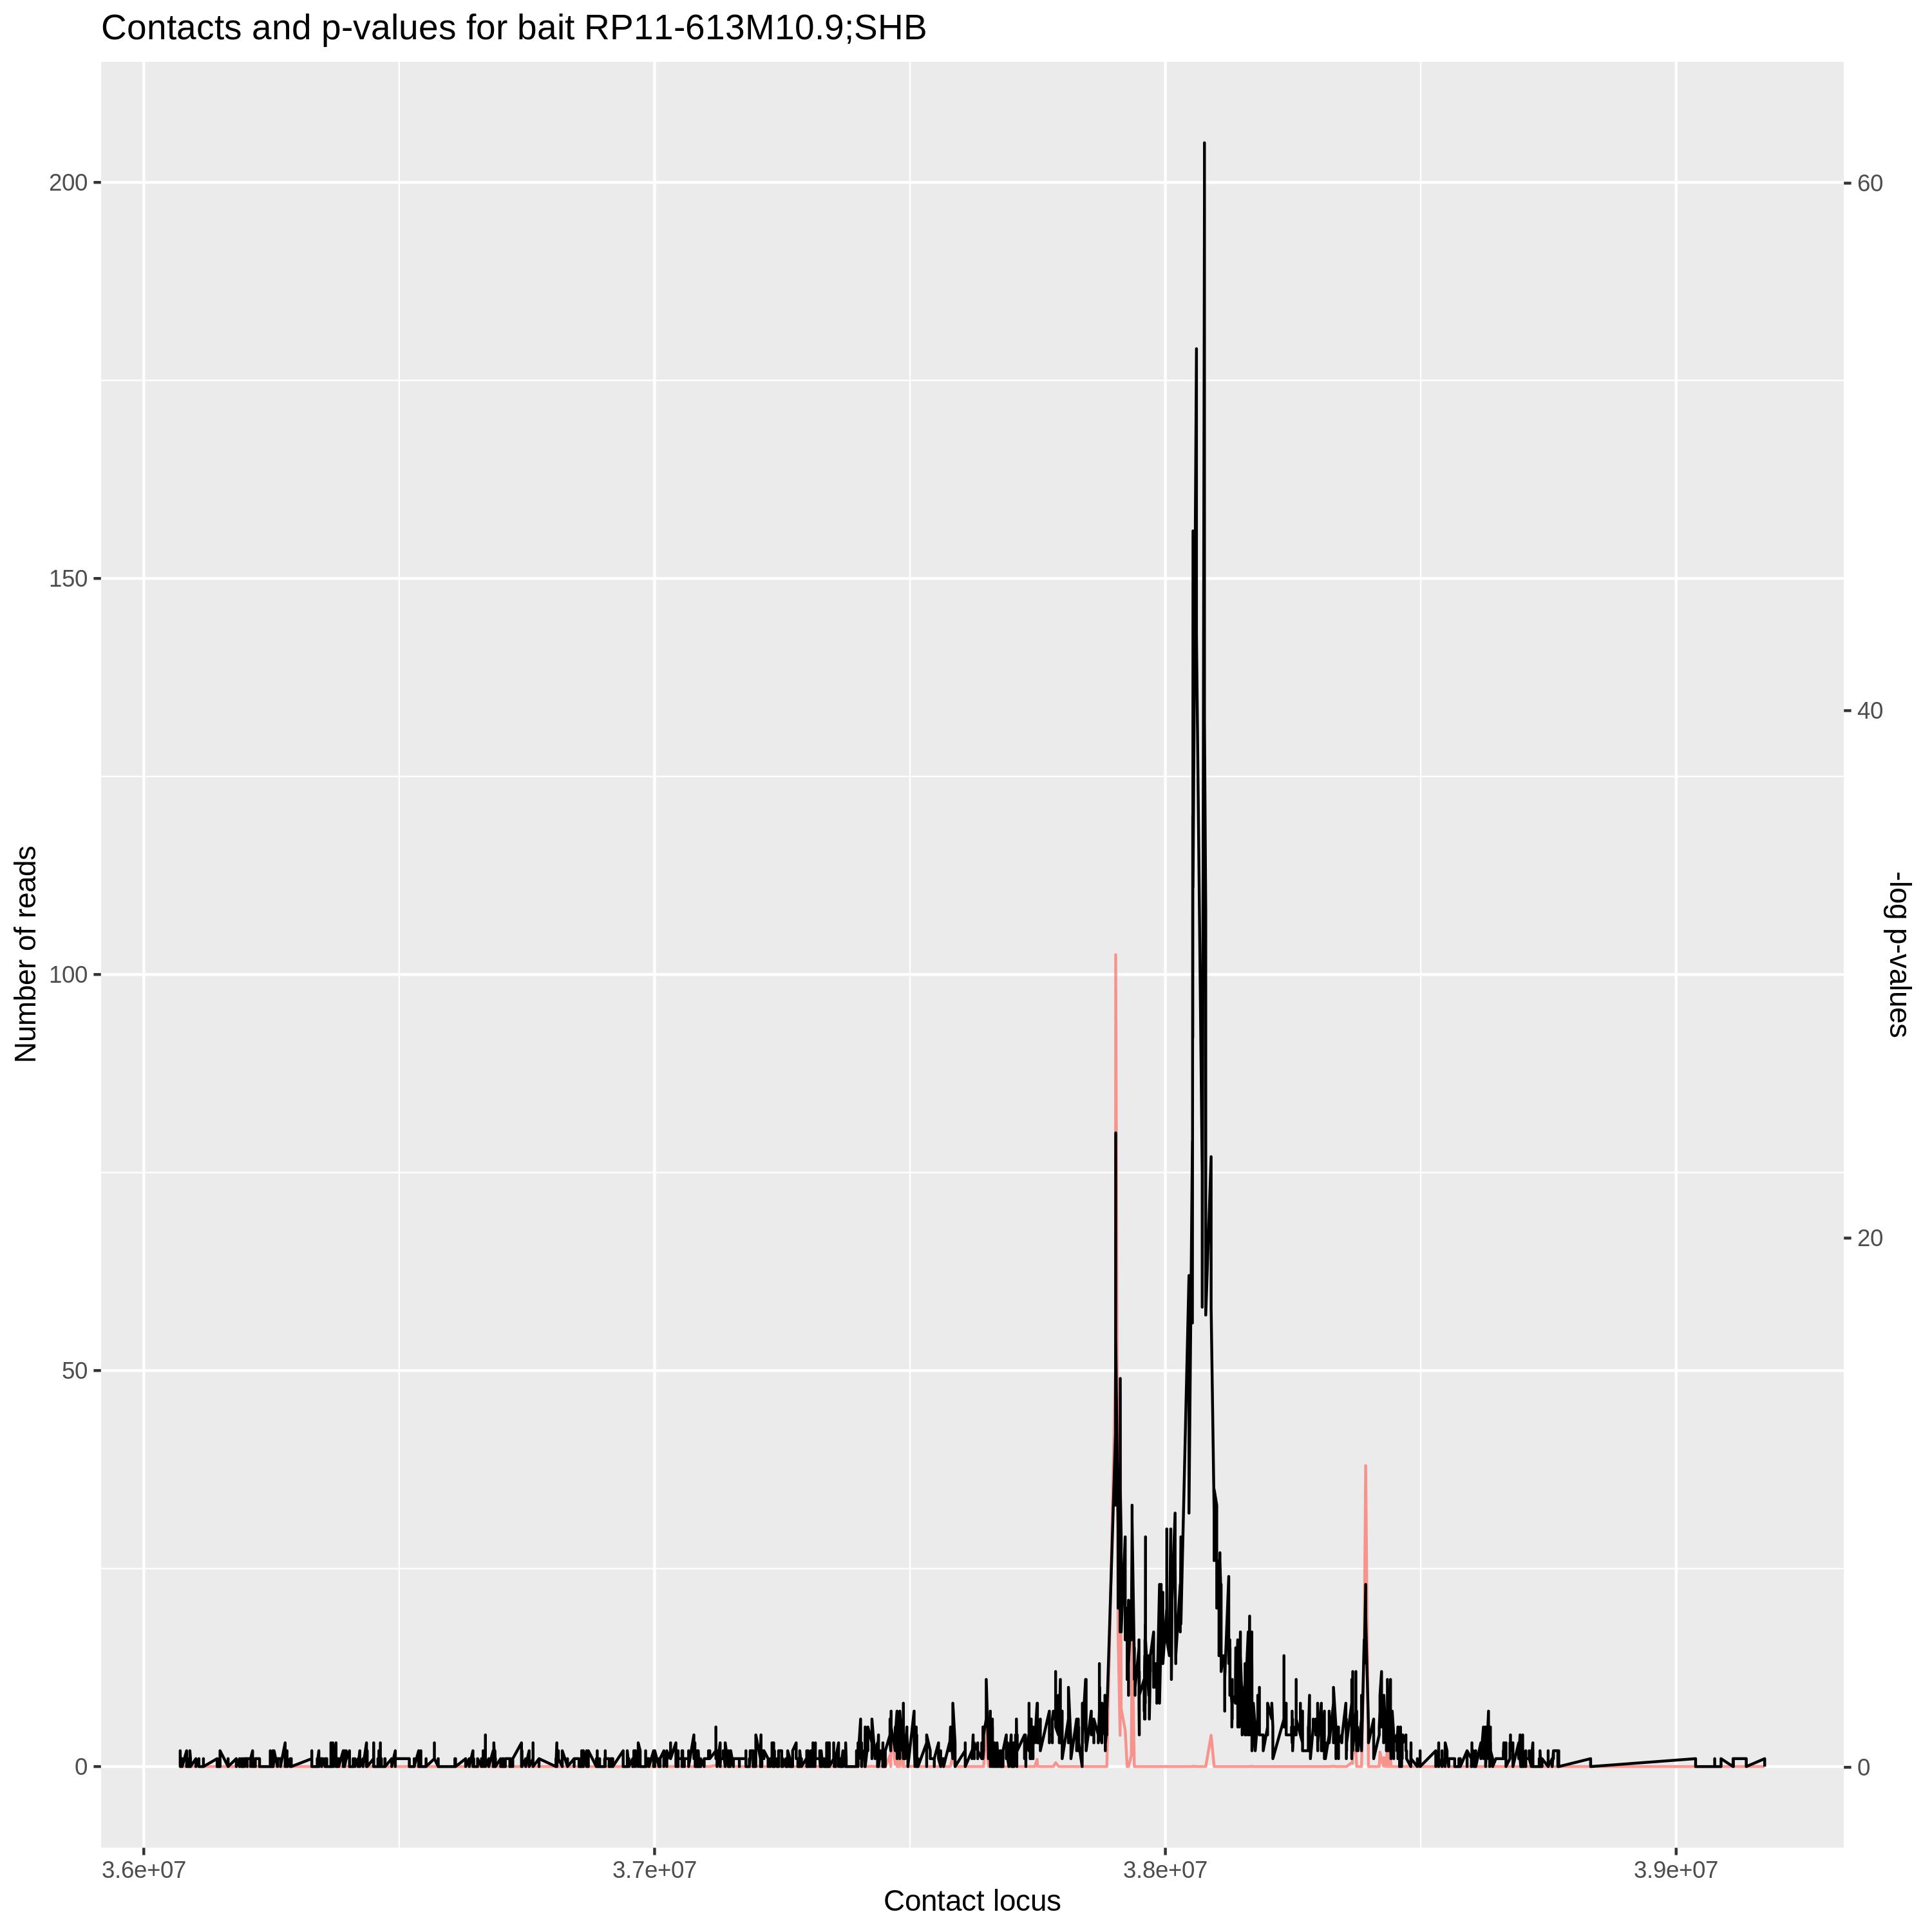 Contacts and p-values for bait RP11-613M10.9;SHB
200
150
100
50
0
Number of reads
60
40
20
0
-log p-values
3.6e+07
3.7e+07
3.8e+07
3.9e+07
Contact locus